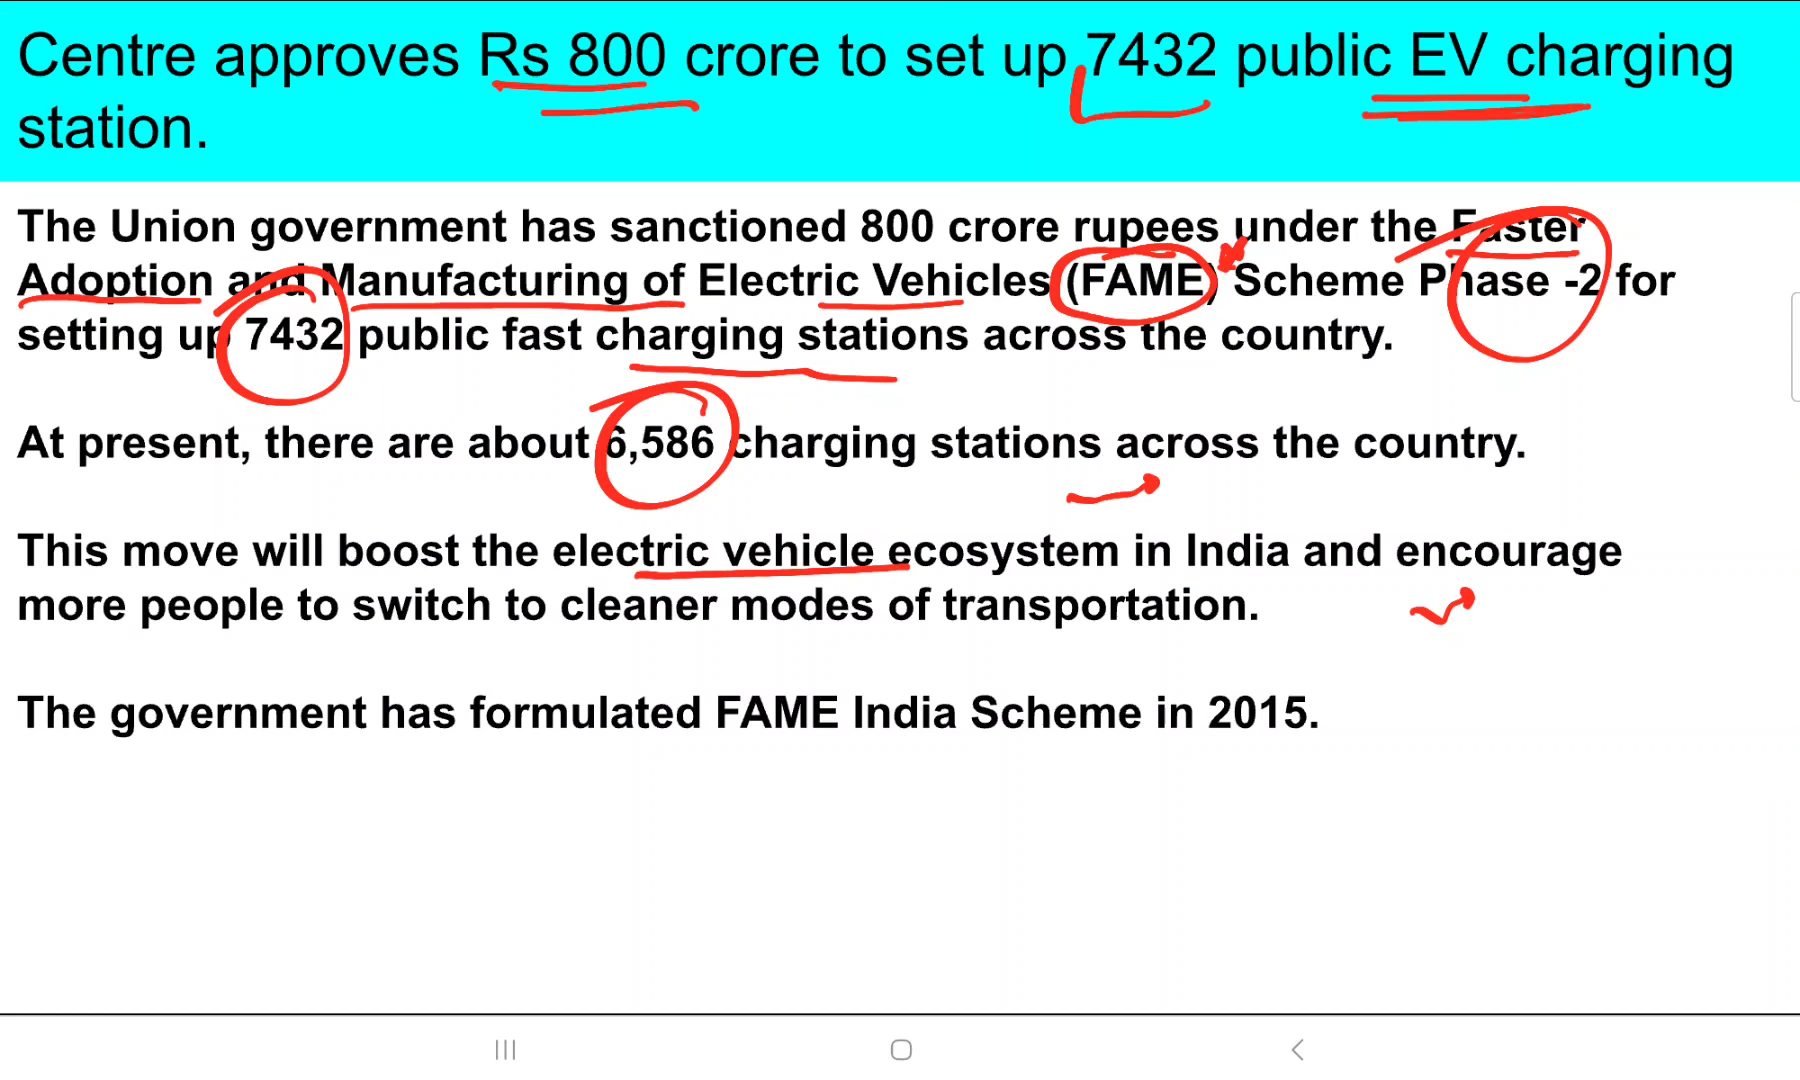 Centre approves Rs 800 crore to set up 7432 public EV charging
station.
The Union government has sanctioned 800 crore rupees under the Faster
Adoption and Manufacturing of Electric Vehicles (FAME) Scheme Phase -2 for
setting up 7432 public fast charging stations across the country.
At present, there are about 6,586 charging stations across the country.
This move will boost the electric vehicle ecosystem in India and encourage
more people to switch to cleaner modes of transportation.
The government has formulated FAME India Scheme in 2015.